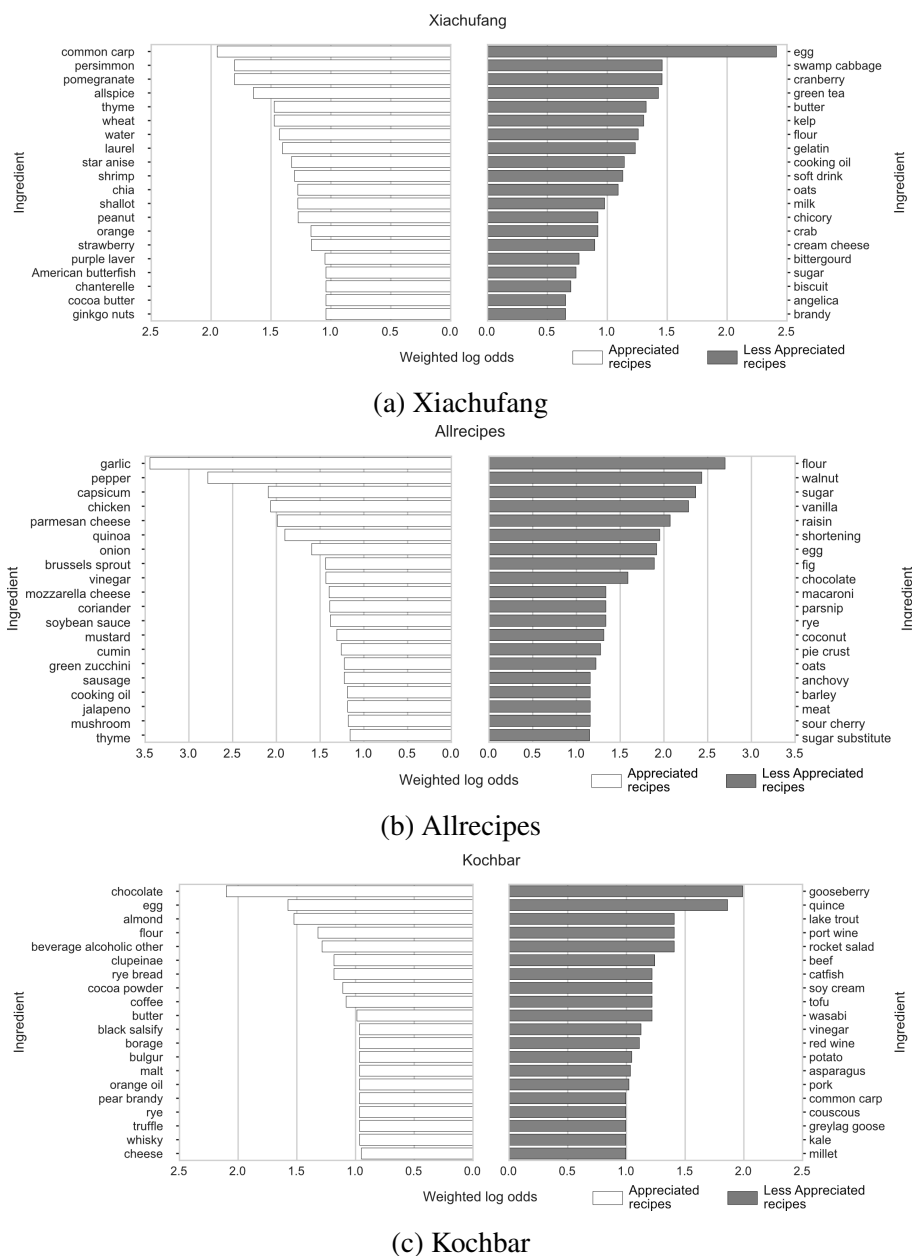 Xiachufang
common carp
persimmon
pomegranate
allspice
thyme
wheat
water
laurel
star anise
shrimp
chia
shallot
peanut
orange
strawberry
purple laver
American butterfish
chanterelle
cocoa butter
ginkgo nuts
Ingredient
2.5 2.0 1.5 1.0 0.5 0.0
egg
swamp cabbage
cranberry
green tea
butter
kelp
flour
gelatin
cooking oil
soft drink
oats
milk
chicory
crab
cream cheese
bittergourd
sugar
biscuit
angelica
brandy
Ingredient
0.0 0.5 1.0 1.5 2.0 2.5
Weighted log odds
Appreciated
recipes
Less Appreciated
recipes
(a) Xiachufang
Allrecipes
garlic
pepper
capsicum
chicken
parmesan cheese
quinoa
onion
brussels sprout
vinegar
mozzarella cheese
coriander
soybean sauce
mustard
cumin
green zucchini
sausage
cooking oil
jalapeno
mushroom
thyme
Ingredient
3.5 3.0 2.5 2.0 1.5 1.0 0.5 0.0
flour
walnut
sugar
vanilla
raisin
shortening
egg
fig
chocolate
macaroni
parsnip
rye
coconut
pie crust
oats
anchovy
barley
meat
sour cherry
sugar substitute
Ingredient
0.0 0.5 1.0 1.5 2.0 2.5 3.0 3.5
Weighted log odds
Appreciated
recipes
Less Appreciated
recipes
(b) Allrecipes
Kochbar
chocolate
egg
almond
flour
beverage alcoholic other
clupeinae
rye bread
cocoa powder
coffee
butter
black salsify
borage
bulgur
malt
orange oil
pear brandy
rye
truffle
whisky
cheese
Ingredient
2.5 2.0 1.5 1.0 0.5 0.0
gooseberry
quince
lake trout
port wine
rocket salad
beef
catfish
soy cream
tofu
wasabi
vinegar
red wine
potato
asparagus
pork
common carp
couscous
greylag goose
kale
millet
Ingredient
0.0 0.5 1.0 1.5 2.0 2.5
Weighted log odds
Appreciated
recipes
Less Appreciated
recipes
(c) Kochbar